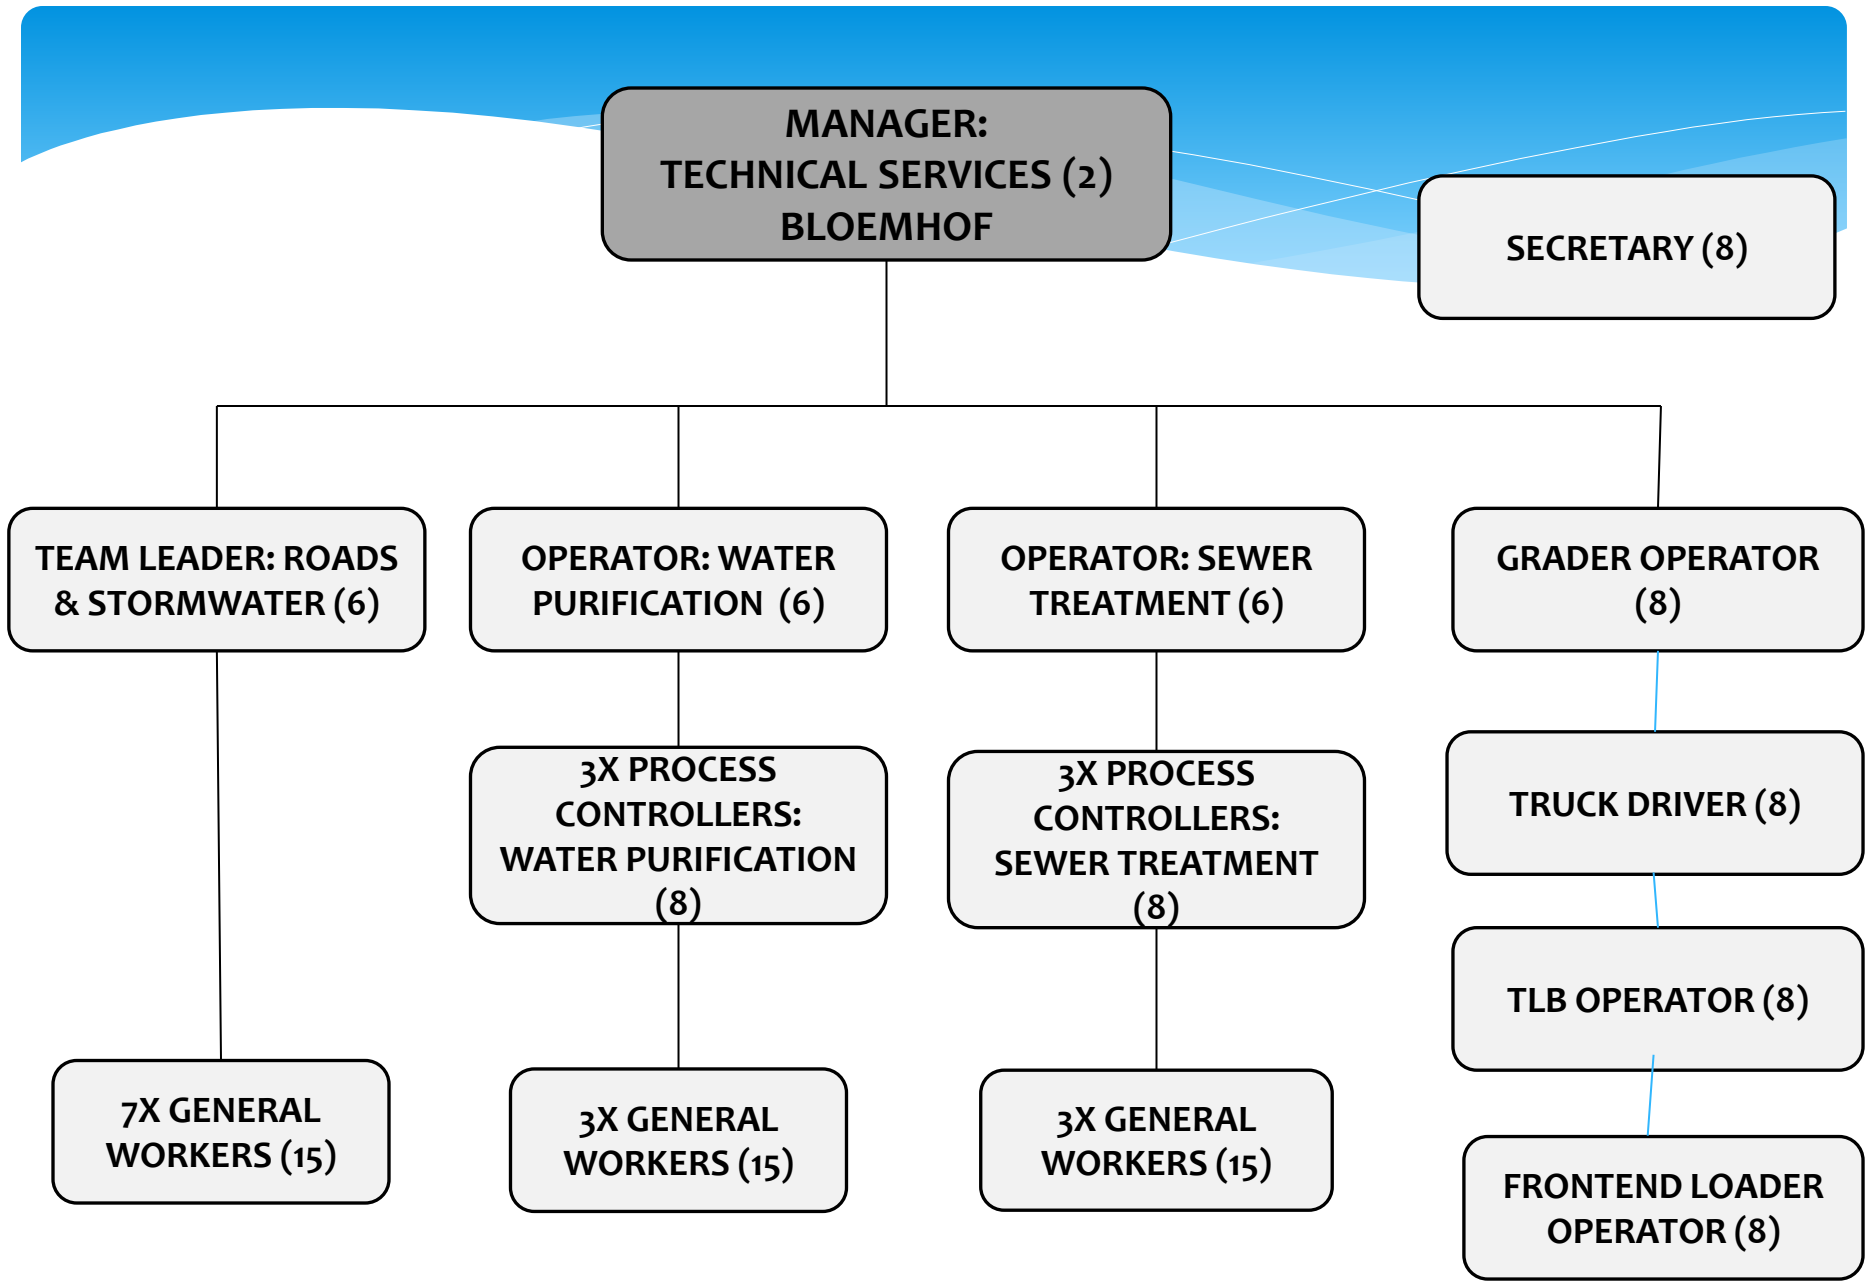 MANAGER:
TECHNICAL SERVICES (2)
BLOEMHOF
SECRETARY (8)
TEAM LEADER: ROADS
& STORMWATER (6)
OPERATOR: WATER
PURIFICATION (6)
OPERATOR: SEWER
TREATMENT (6)
GRADER OPERATOR
(8)
3X PROCESS
CONTROLLERS:
WATER PURIFICATION
(8)
3X PROCESS
CONTROLLERS:
SEWER TREATMENT
(8)
TRUCK DRIVER (8)
TLB OPERATOR (8)
7X GENERAL
WORKERS (15)
3X GENERAL
WORKERS (15)
3X GENERAL
WORKERS (15)
FRONTEND LOADER
OPERATOR (8)